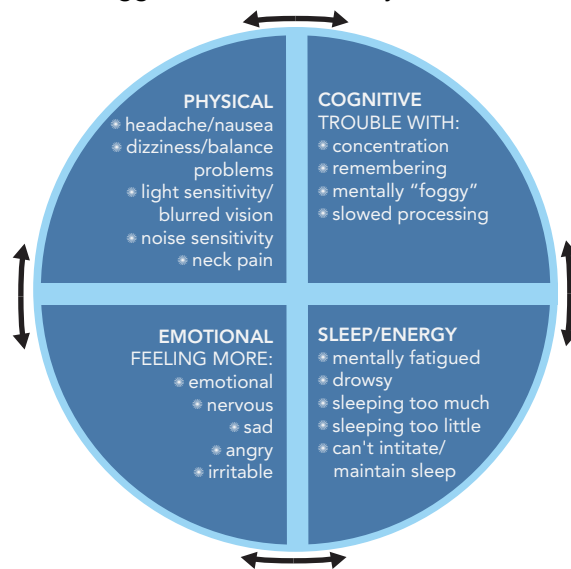 PHYSICAL
✺ headache/nausea
✺ dizziness/balance
problems
✺ light sensitivity/
blurred vision
✺ noise sensitivity
✺ neck pain
COGNITIVE
TROUBLE WITH:
✺ concentration
✺ remembering
✺ mentally “foggy”
✺ slowed processing
EMOTIONAL
FEELING MORE:
✺ emotional
✺ nervous
✺ sad
✺ angry
✺ irritable
SLEEP/ENERGY
✺ mentally fatigued
✺ drowsy
✺ sleeping too much
✺ sleeping too little
✺ can't intitate/
maintain sleep